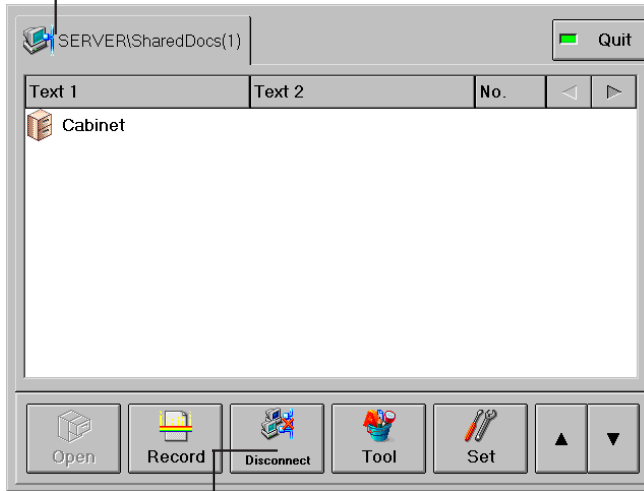 SERVER\SharedDocs(1)
Quit
Text 1 Text 2 No.
Cabinet
Open Record Disconnect Tool Set